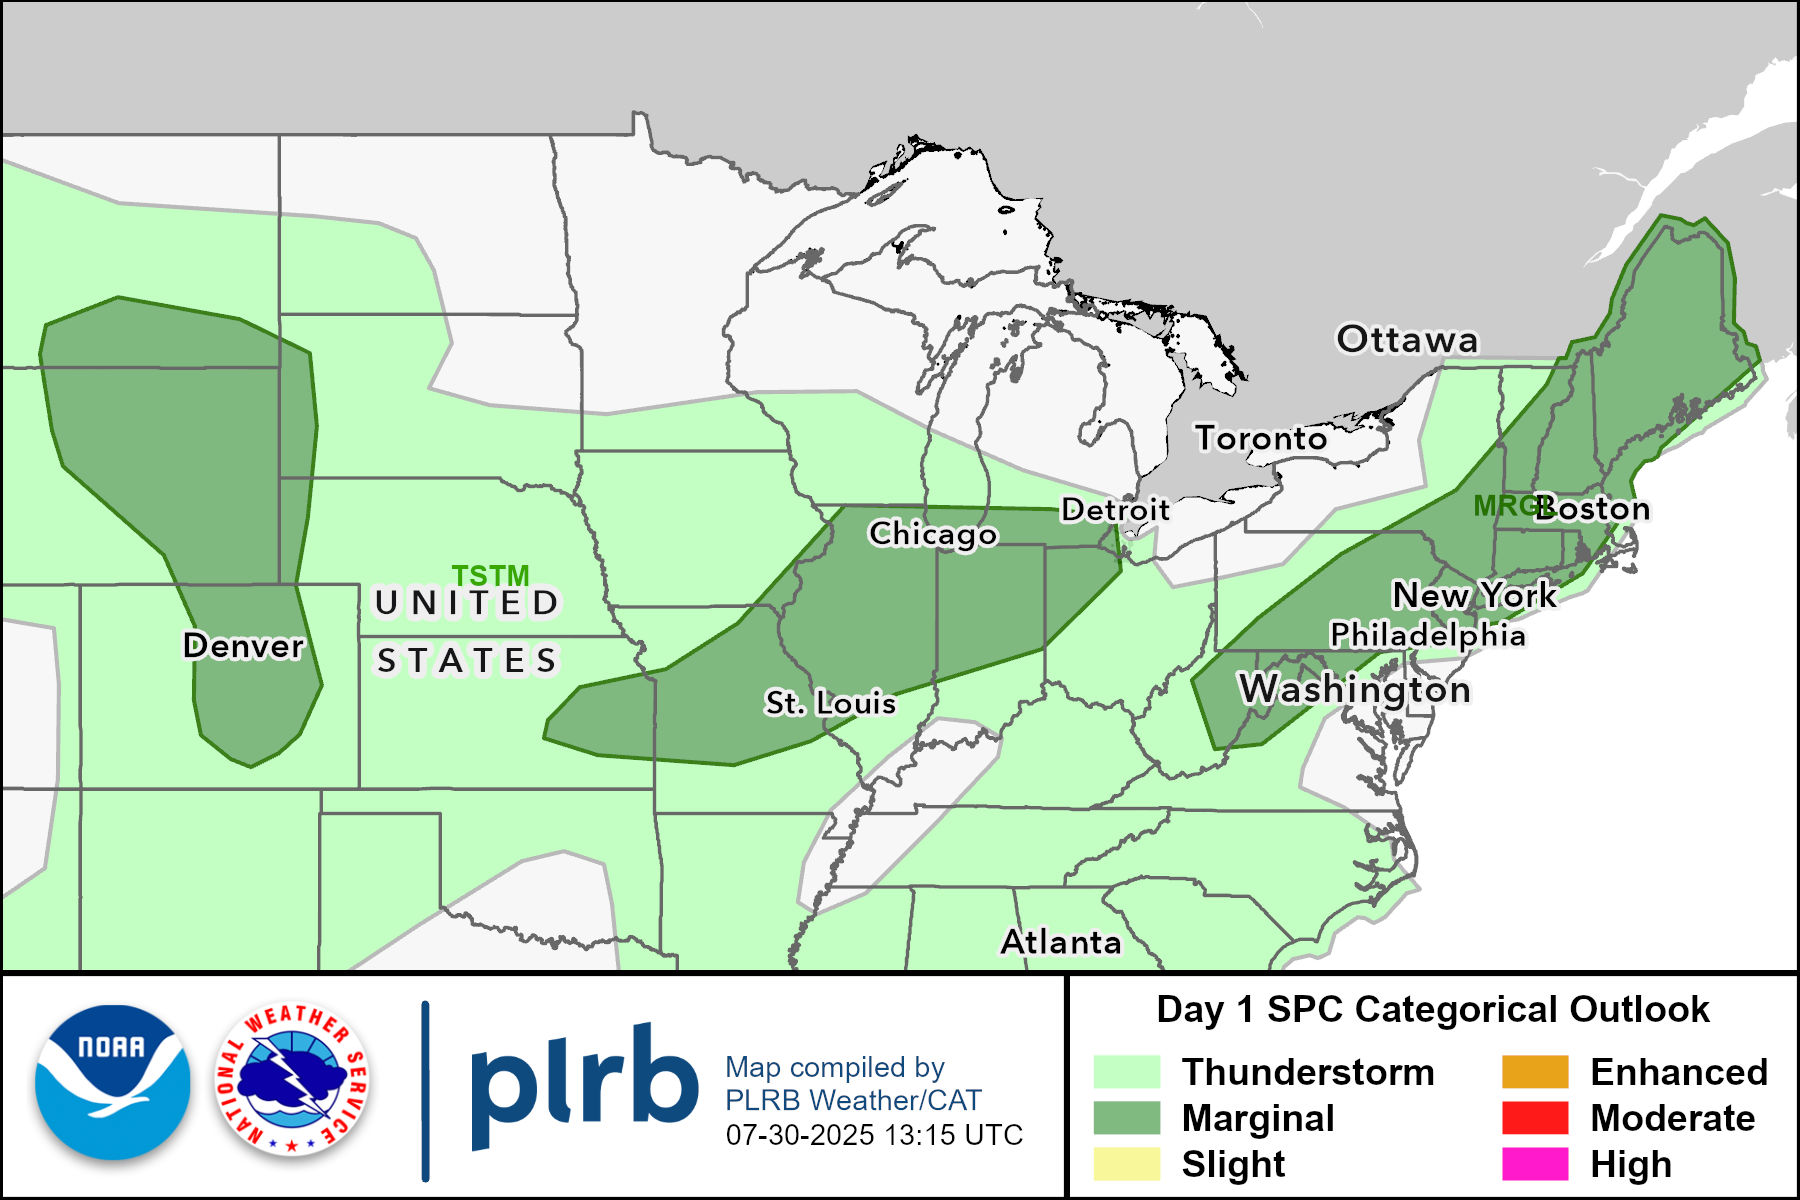 Ottawa
Toronto
Detroit
MRGL
Boston
Chicago
TSTM
UNITED
New York
Philadelphia
Denver
STATES
Washington
St. Louis
Atlanta
NOAA
NATIONAL WEATHER SERVICE
plrb
Map compiled by
PLRB Weather/CAT
07-30-2025 13:15 UTC
Day 1 SPC Categorical Outlook
Thunderstorm
Marginal
Slight
Enhanced
Moderate
High